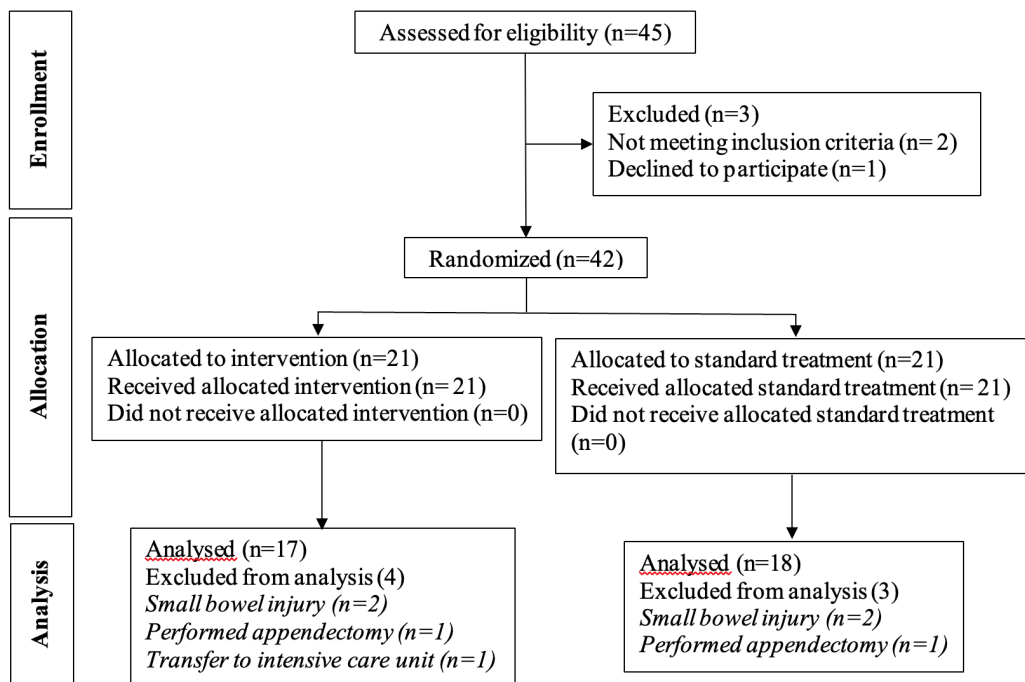 Enrollment
Assessed for eligibility (n=45)
Excluded (n=3)
Not meeting inclusion criteria (n= 2)
Declined to participate (n=1)
Allocation
Randomized (n=42)
Allocated to intervention (n=21)
Received allocated intervention (n= 21)
Did not receive allocated intervention (n=0)
Allocated to standard treatment (n=21)
Received allocated standard treatment (n= 21)
Did not receive allocated standard treatment
(n=0)
Analysis
Analysed (n=17)
Excluded from analysis (4)
Small bowel injury (n=2)
Performed appendectomy (n=1)
Transfer to intensive care unit (n=1)
Analysed (n=18)
Excluded from analysis (3)
Small bowel injury (n=2)
Performed appendectomy (n=1)